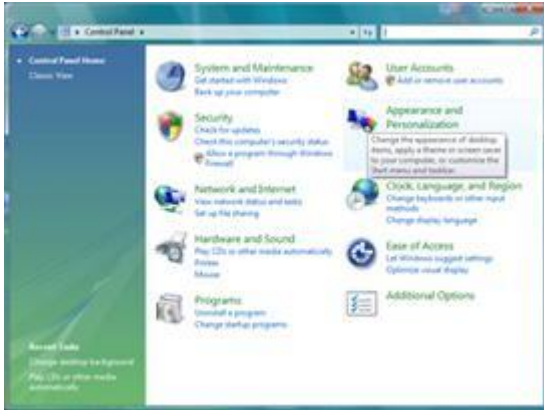 Control Panel
Control Panel Home
Classic View
System and Maintenance
Get started with Windows
Back up your computer
Security
Check for updates
Check this computer's security status
Allow a program through Windows
Firewall
Network and Internet
View network status and tasks
Set up file sharing
Hardware and Sound
Play CDs or other media automatically
Printer
Mouse
Programs
Uninstall a program
Change startup programs
User Accounts
Add or remove user accounts
Appearance and
Personalization
Change the appearance of desktop
items, apply a theme or screen saver
to your computer, or customize the
Start menu and taskbar.
Clock, Language, and Region
Change keyboards or other input
methods
Change display language
Ease of Access
Let Windows suggest settings
Optimize visual display
Additional Options
Recent Tasks
Change desktop background
Play CDs or other media
automatically